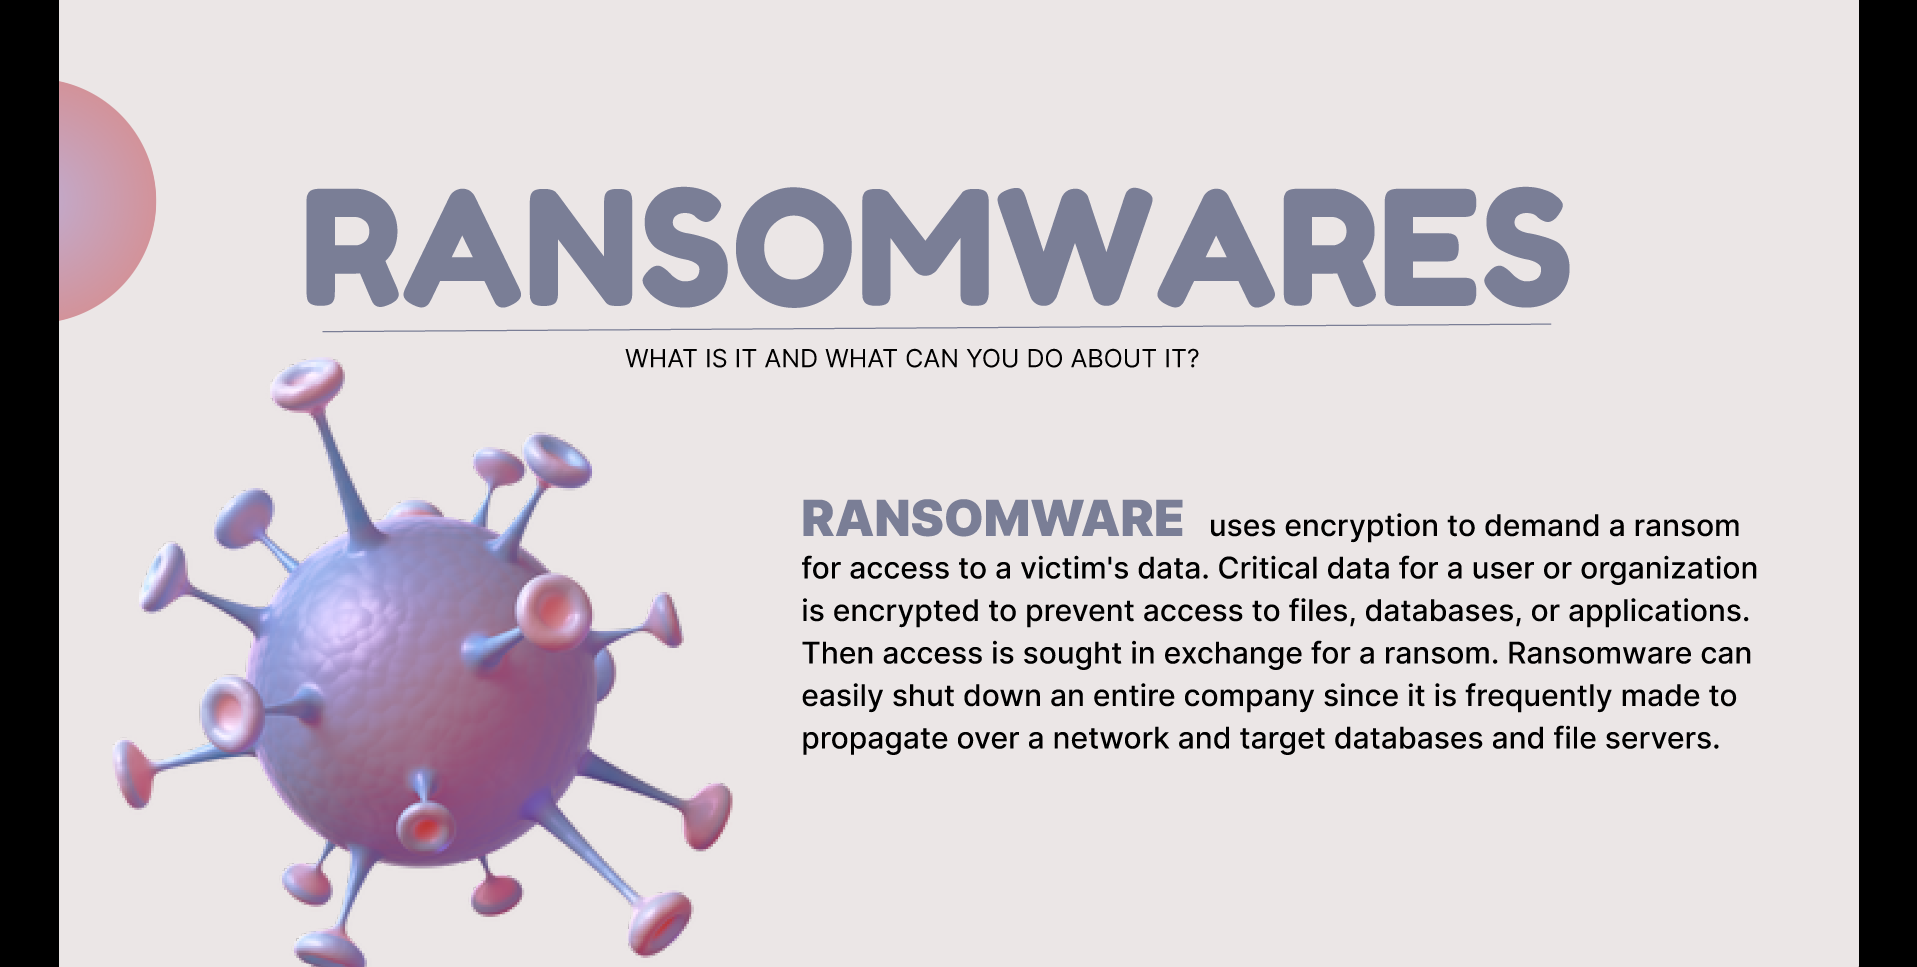 RANSOMWARES
WHAT IS IT AND WHAT CAN YOU DO ABOUT IT?
RANSOMWARE uses encryption to demand a ransom
for access to a victim's data. Critical data for a user or organization
is encrypted to prevent access to files, databases, or applications.
Then access is sought in exchange for a ransom. Ransomware can
easily shut down an entire company since it is frequently made to
propagate over a network and target databases and file servers.